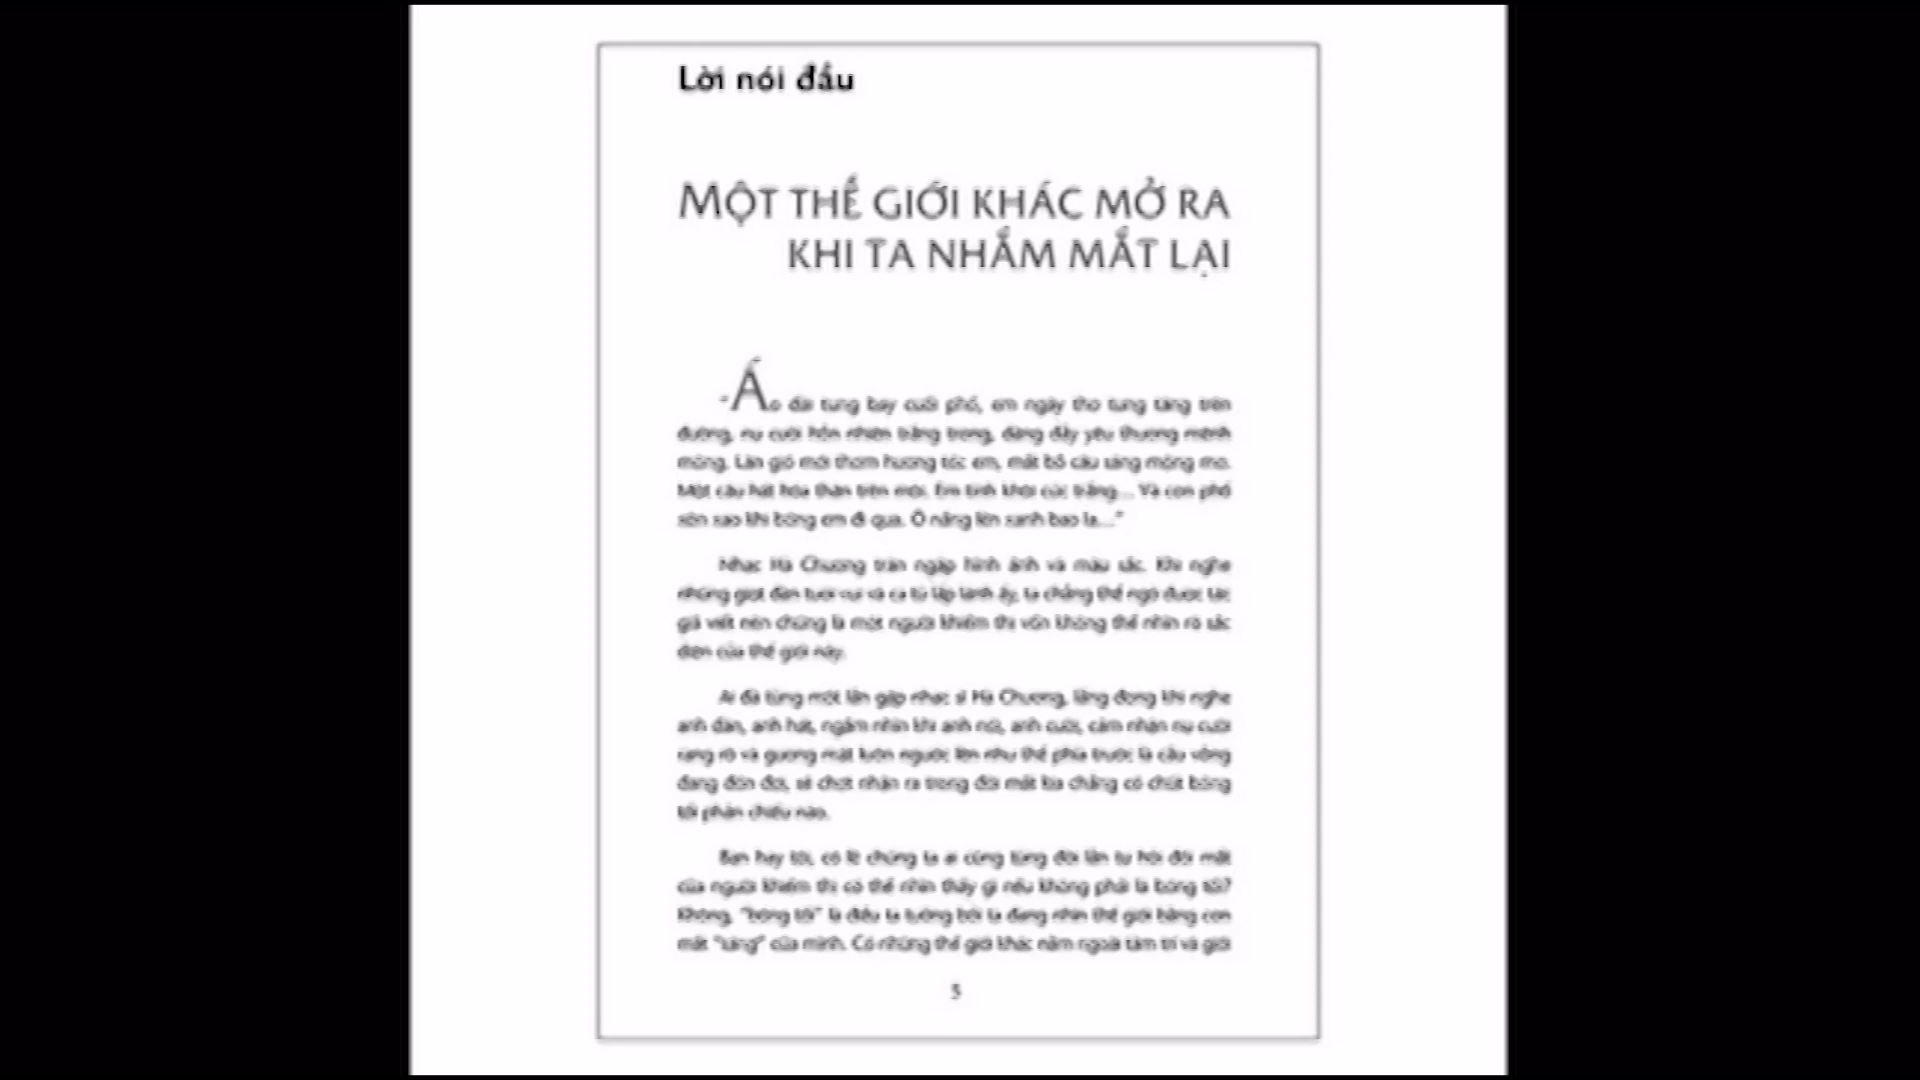 Lời nói đầu
MỘT THẾ GIỚI KHÁC MỞ RA
KHI TA NHẮM MẮT LẠI
"Áo dài tung bay cuối phố, em ngây thơ tung tăng trên
đường, nụ cười hồn nhiên trắng trong, dâng đầy yêu thương mênh
mông. Làn gió mới thơm hương tóc em, mắt bồ câu sáng mộng mơ.
Một câu hát hóa thân trên môi. Em tinh khôi cúc trắng... Và con phố
xôn xao khi bóng em đi qua. Ô nắng lên xanh bao la..."
Nhạc Hà Chương tràn ngập hình ảnh và màu sắc. Khi nghe
những giọt đàn tươi vui và ca từ lấp lánh ấy, ta chẳng thể ngờ được tác
giả viết nên chúng là một người khiếm thị vốn không thể nhìn rõ sắc
diện của thế giới này.
Ai đã từng một lần gặp nhạc sĩ Hà Chương, lắng đọng khi nghe
anh đàn, anh hát, ngắm nhìn khi anh nói, anh cười, cảm nhận nụ cười
rạng rỡ và gương mặt luôn ngước lên như thể phía trước là cầu vồng
đang đón đợi, sẽ chợt nhận ra trong đôi mắt kia chẳng có chút bóng
tối phản chiếu nào.
Bạn hay tôi, có lẽ chúng ta ai cũng từng đôi lần tự hỏi đôi mắt
của người khiếm thị có thể nhìn thấy gì nếu không phải là bóng tối?
Không, "bóng tối" là điều ta tưởng bởi ta đang nhìn thế giới bằng con
mắt "sáng" của mình. Có những thế giới khác nằm ngoài tâm trí và giới
5